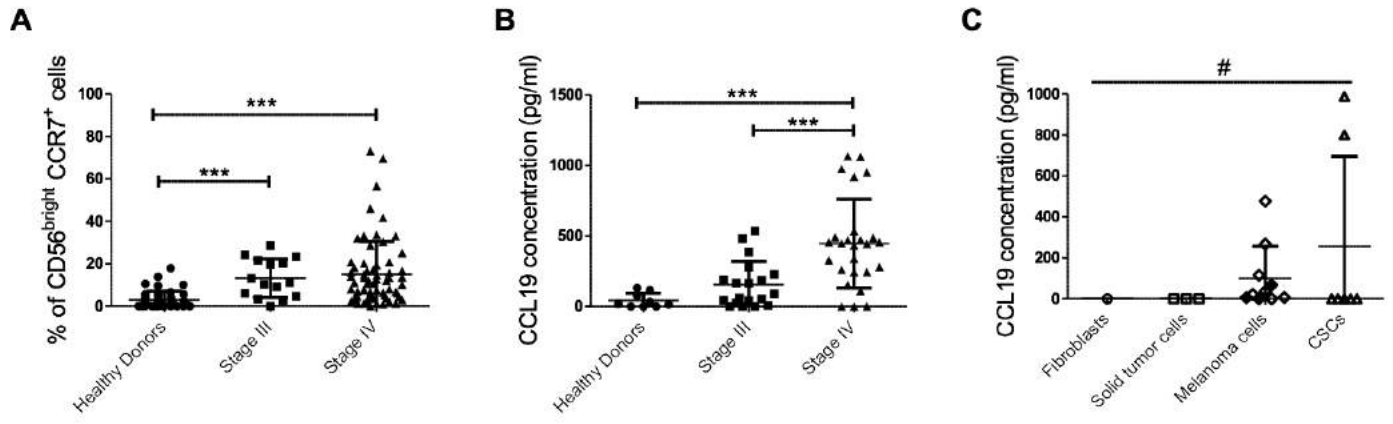 A
B
C
% of CD56bright CCR7+ cells
100
80
60
40
20
0
***
***
Healthy Donors
Stage III
Stage IV
CCL19 concentration (pg/ml)
1500
1000
500
0
***
***
Healthy Donors
Stage III
Stage IV
CCL19 concentration (pg/ml)
1000
800
600
400
200
0
#
Fibroblasts
Solid tumor cells
Melanoma cells
CSCs